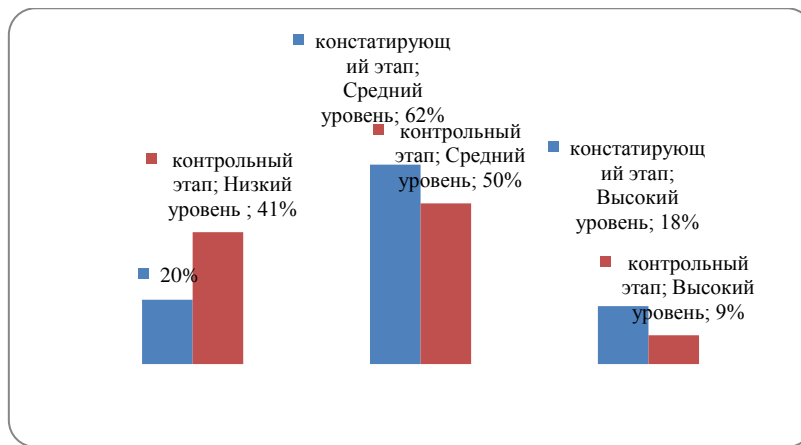 констатирующ
ий этап;
Средний
уровень; 62%
контрольный
этап; Средний
уровень; 50%
констатирующ
ий этап;
Высокий
уровень; 18%
контрольный
этап; Низкий
уровень ; 41%
20%
контрольный
этап; Высокий
уровень; 9%